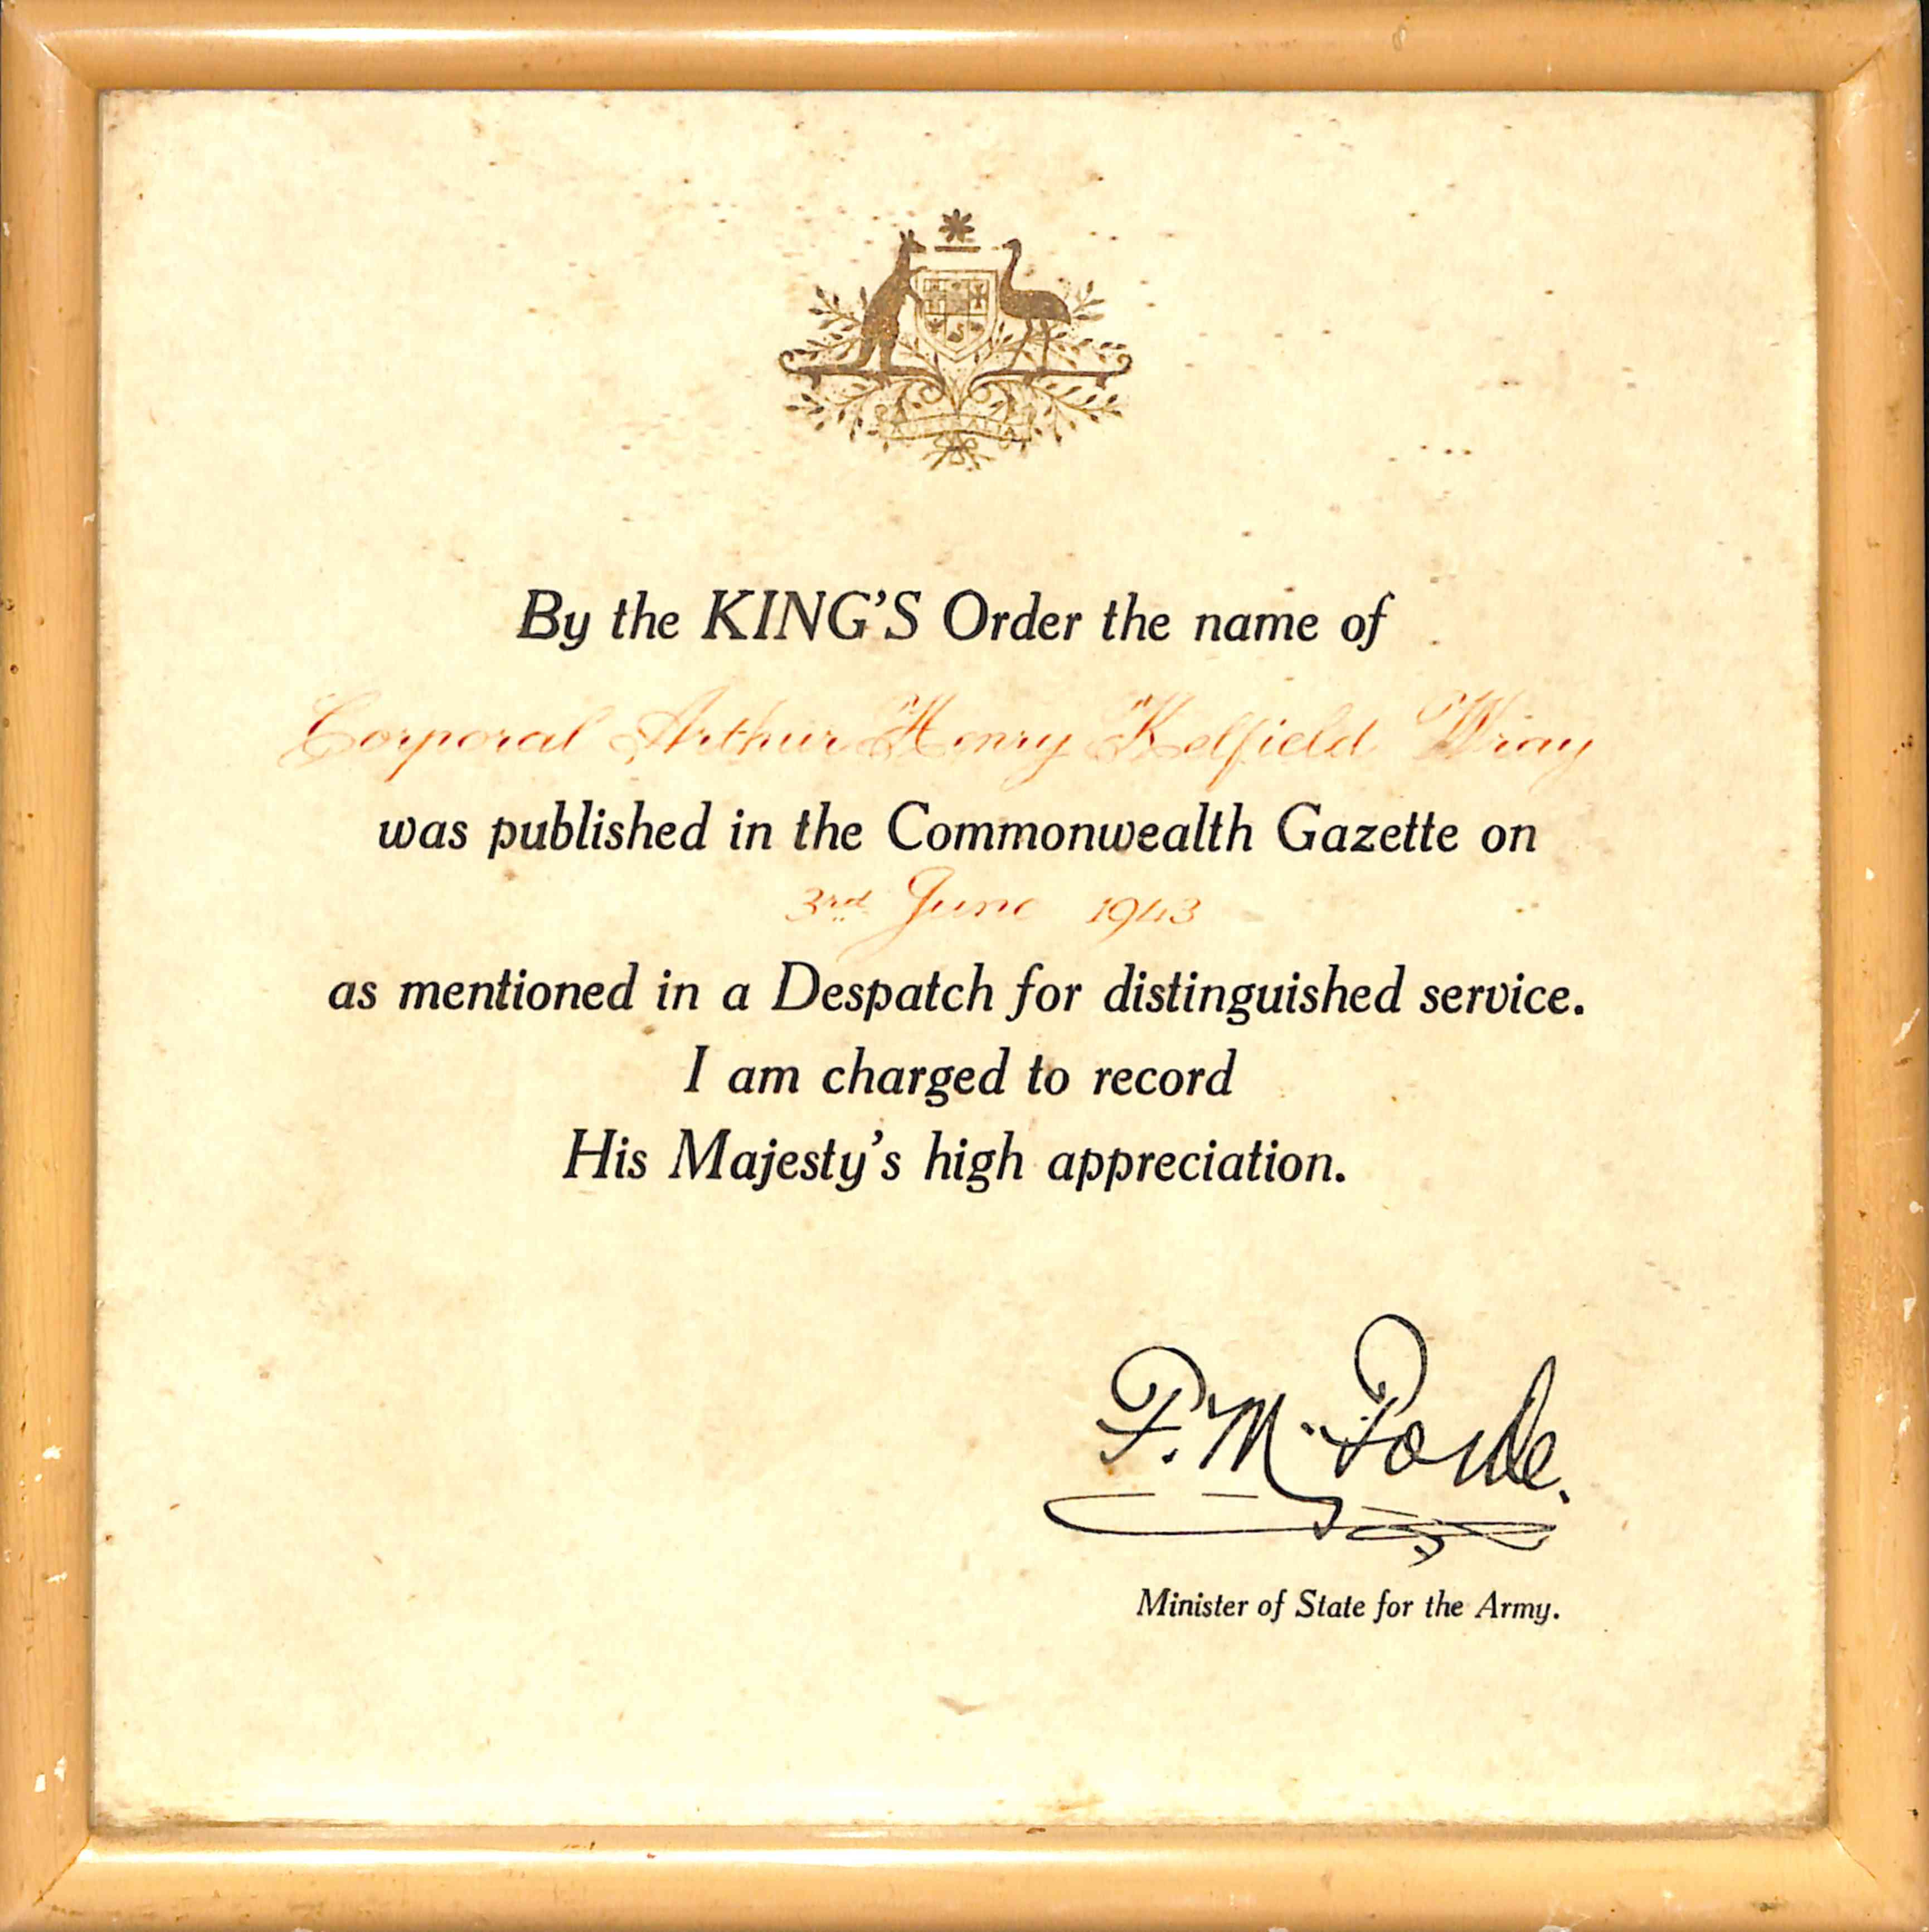 AUSTRALIA
By the KING'S Order the name of
Corporal Arthur Henry Kelfield Wray
was published in the Commonwealth Gazette on
3rd June 1943
as mentioned in a Despatch for distinguished service.
I am charged to record
His Majesty's high appreciation.
F. M. Forde.
Minister of State for the Army.